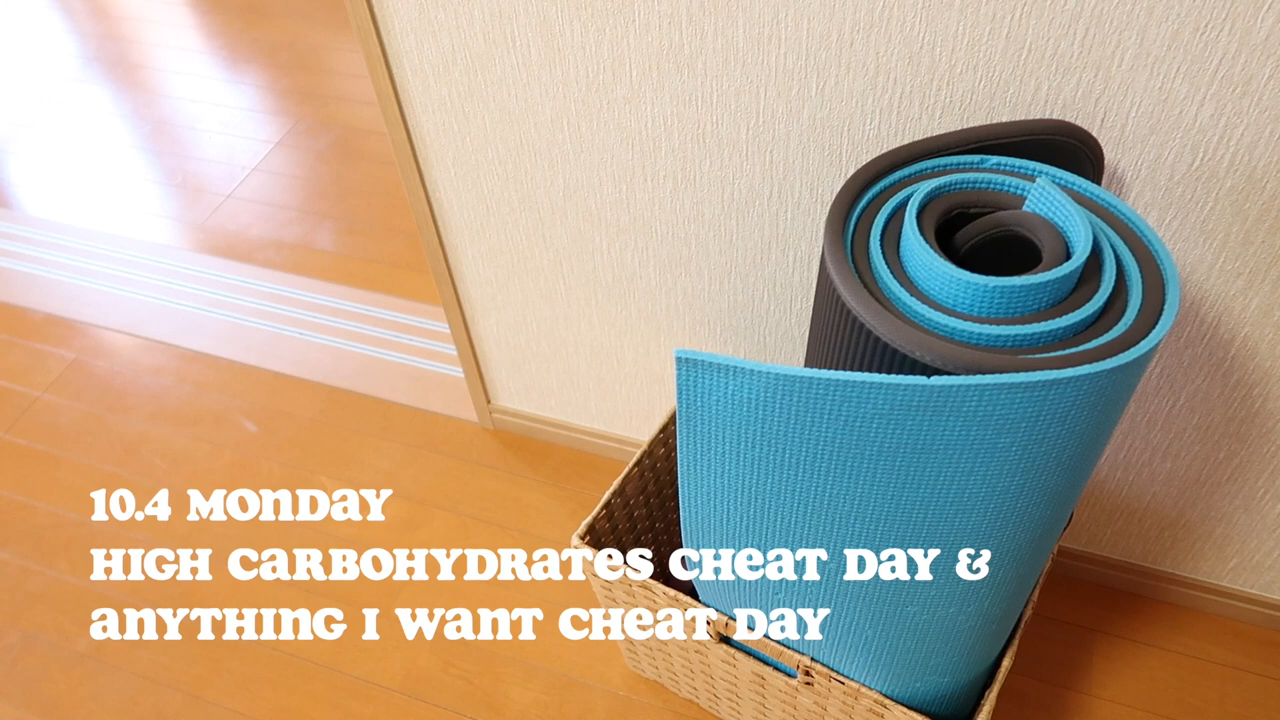 10.4 MONDAY
HIGH CARBOHYDRATES CHEAT DAY &
ANYTHING I WANT CHEAT DAY